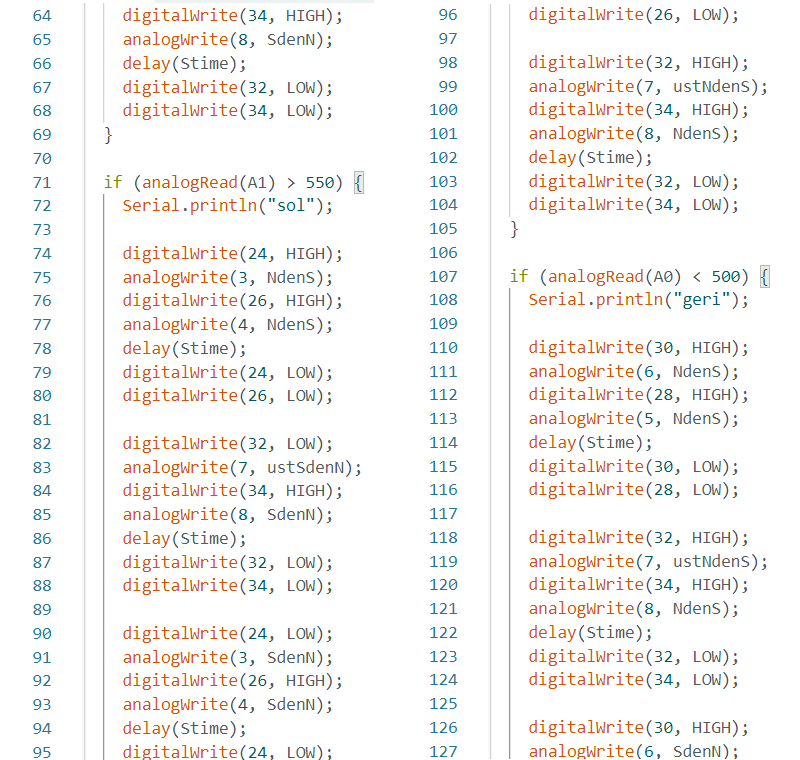 64 digitalWrite(34, HIGH);
65 analogWrite(8, SdenN);
66 delay(Stime);
67 digitalWrite(32, LOW);
68 digitalWrite(34, LOW);
69 }
70
71 if (analogRead(A1) > 550) {
72 Serial.println("sol");
73
74 digitalWrite(24, HIGH);
75 analogWrite(3, NdenS);
76 digitalWrite(26, HIGH);
77 analogWrite(4, NdenS);
78 delay(Stime);
79 digitalWrite(24, LOW);
80 digitalWrite(26, LOW);
81
82 digitalWrite(32, LOW);
83 analogWrite(7, ustSdenN);
84 digitalWrite(34, HIGH);
85 analogWrite(8, SdenN);
86 delay(Stime);
87 digitalWrite(32, LOW);
88 digitalWrite(34, LOW);
89
90 digitalWrite(24, LOW);
91 analogWrite(3, SdenN);
92 digitalWrite(26, HIGH);
93 analogWrite(4, SdenN);
94 delay(Stime);
95 digitalWrite(24, LOW);
96 digitalWrite(26, LOW);
97
98 digitalWrite(32, HIGH);
99 analogWrite(7, ustNdenS);
100 digitalWrite(34, HIGH);
101 analogWrite(8, NdenS);
102 delay(Stime);
103 digitalWrite(32, LOW);
104 digitalWrite(34, LOW);
105 }
106
107 if (analogRead(A0) < 500) {
108 Serial.println("geri");
109
110 digitalWrite(30, HIGH);
111 analogWrite(6, NdenS);
112 digitalWrite(28, HIGH);
113 analogWrite(5, NdenS);
114 delay(Stime);
115 digitalWrite(30, LOW);
116 digitalWrite(28, LOW);
117
118 digitalWrite(32, HIGH);
119 analogWrite(7, ustNdenS);
120 digitalWrite(34, HIGH);
121 analogWrite(8, NdenS);
122 delay(Stime);
123 digitalWrite(32, LOW);
124 digitalWrite(34, LOW);
125
126 digitalWrite(30, HIGH);
127 analogWrite(6, SdenN);